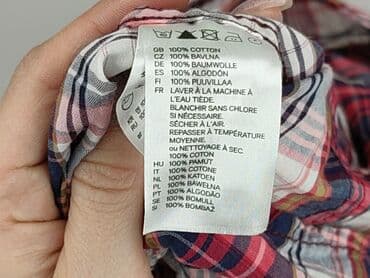 GB 100% COTTON
CZ 100% BAVLNA
DE 100% BAUMWOLLE
ES 100% ALGODÓN
FI 100% PUUVILLAA
FR LAVER À LA MACHINE À
L'EAU TIÈDE.
BLANCHIR SANS CHLORE
SI NÉCESSAIRE.
SÉCHER À L'AIR.
REPASSER À TEMPÉRATURE
MOYENNE.
ou NETTOYAGE À SEC.
100% COTON
HU 100% PAMUT
IT 100% COTONE
NL 100% KATOEN
PL 100% BAWEŁNA
PT 100% ALGODÃO
SE 100% BOMULL
SI 100% BOMBAŽ